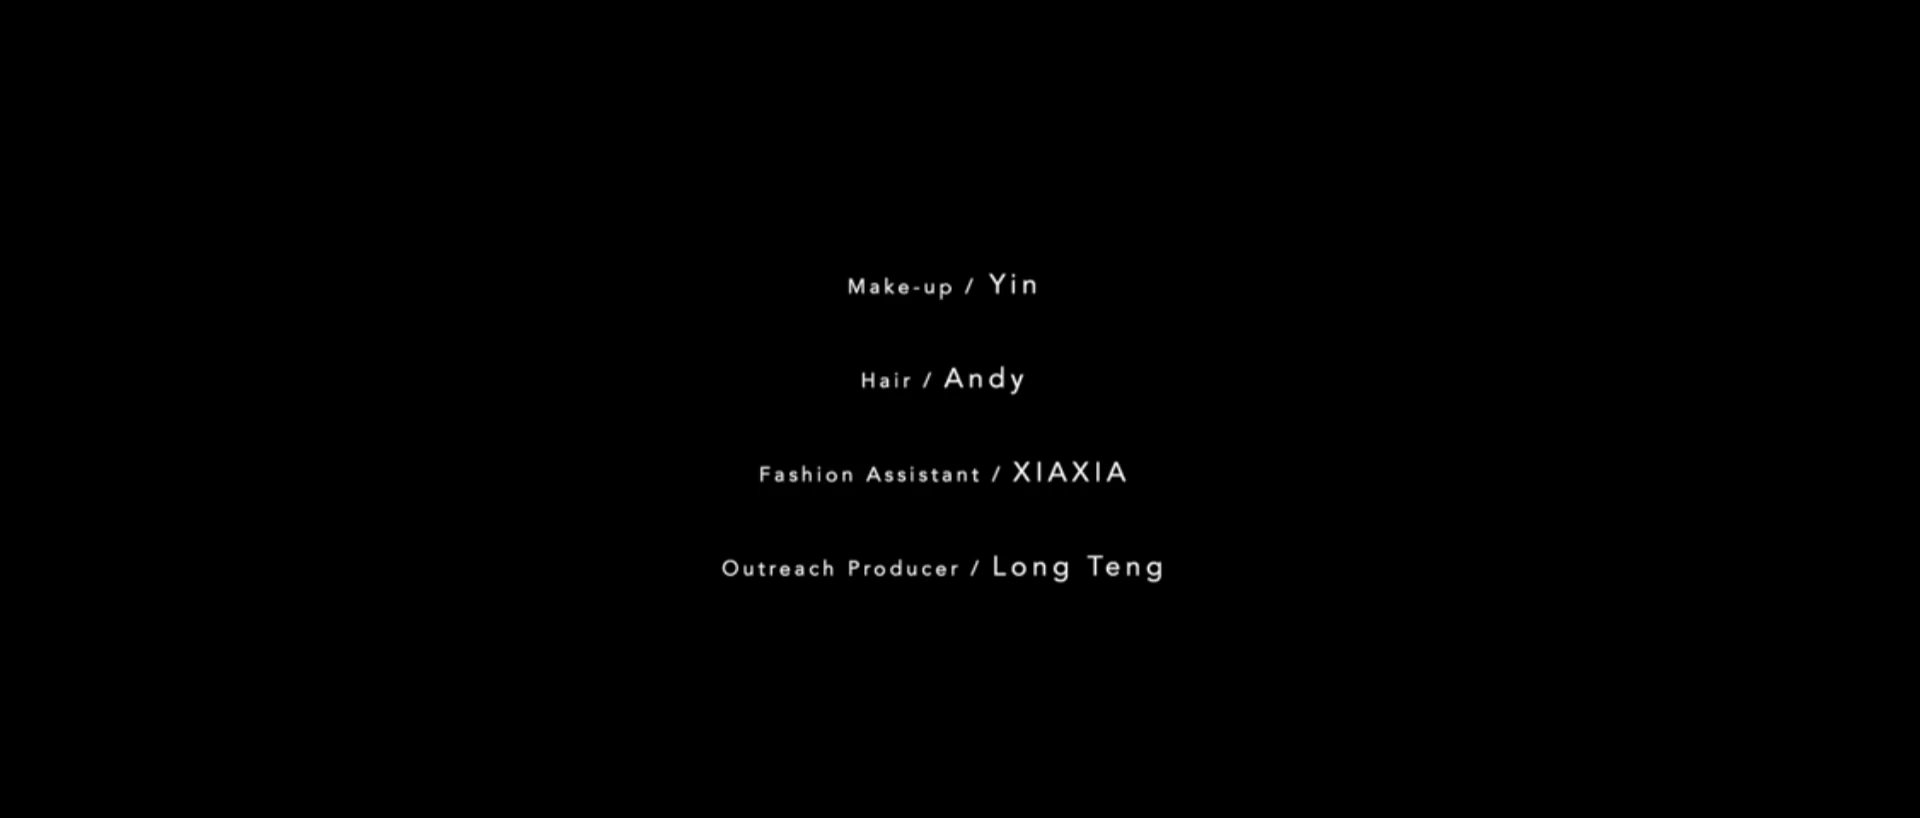 Make-up / Yin
Hair / Andy
Fashion Assistant / XIAXIA
Outreach Producer / Long Teng